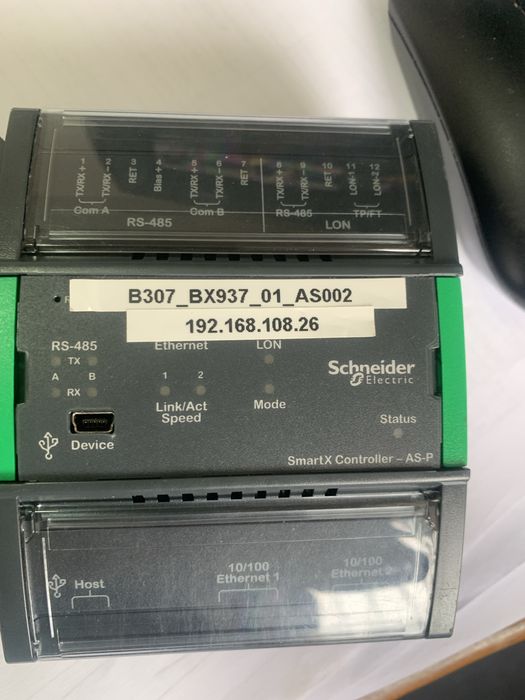 1 2 3 4 5 6 7 8 9 10 11 12
TX/RX+ TX/RX- RET Bias+ TX/RX+ TX/RX- RET TX/RX+ TX/RX- RET LON-1 LON-2
Com A Com B RS-485 TP/FT
RS-485 LON
B307_BX937_01_AS002
192.168.108.26
RS-485 Ethernet LON
TX
A B 1 2
RX
Link/Act
Speed
Mode
Schneider
Electric
Status
Device
SmartX Controller – AS-P
Host
10/100
Ethernet 1
10/100
Ethernet 2